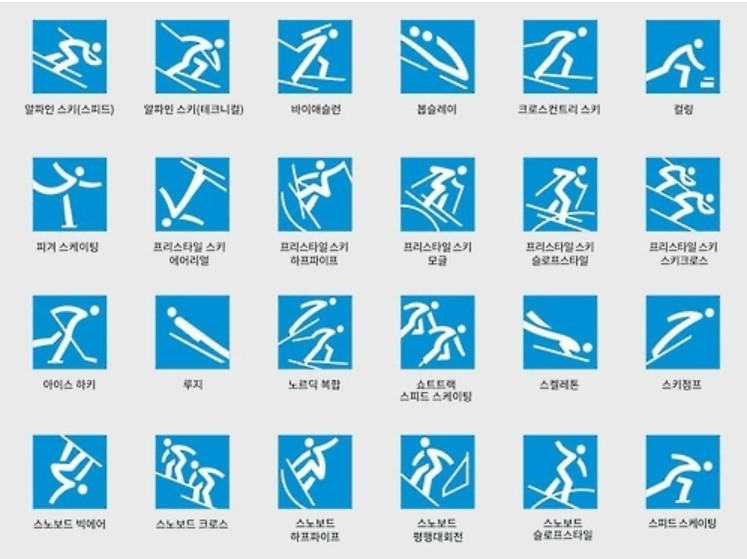 알파인 스키(스피드)
알파인 스키(테크니컬)
바이애슬런
봅슬레이
크로스컨트리 스키
컬링
피겨 스케이팅
프리스타일 스키
에어리얼
프리스타일 스키
하프파이프
프리스타일 스키
모글
프리스타일 스키
슬로프스타일
프리스타일 스키
스키크로스
아이스 하키
루지
노르딕 복합
쇼트트랙
스피드 스케이팅
스켈레톤
스키점프
스노보드 빅에어
스노보드 크로스
스노보드
하프파이프
스노보드
평행대회전
스노보드
슬로프스타일
스피드 스케이팅